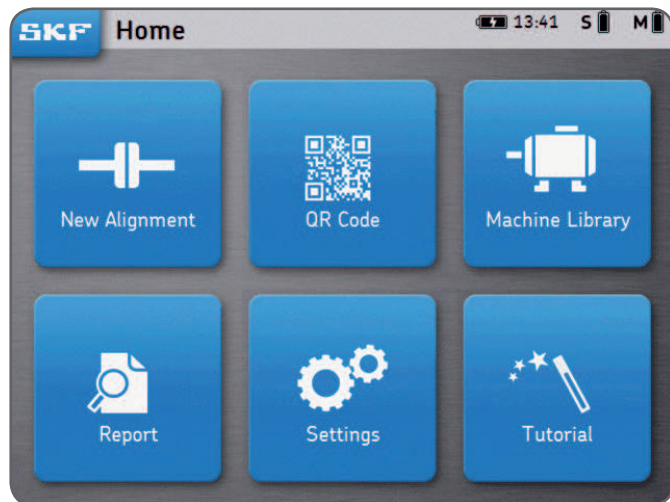 SKF Home 13:41 S M
New Alignment QR Code Machine Library
Report Settings Tutorial